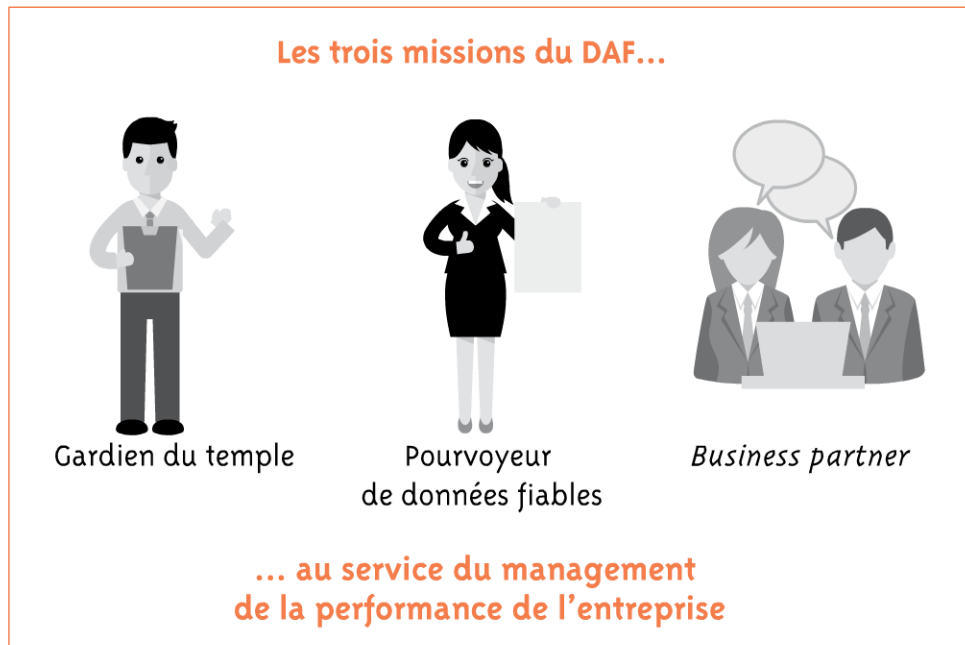 Les trois missions du DAF...
Gardien du temple
Pourvoyeur
de données fiables
Business partner
... au service du management
de la performance de l'entreprise